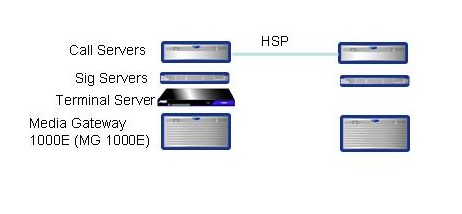 Call Servers
HSP
Sig Servers
Terminal Server
Media Gateway
1000E (MG 1000E)